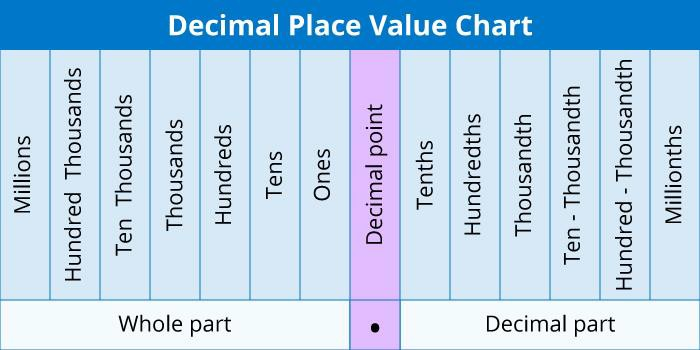 Decimal Place Value Chart
Millions
Hundred Thousands
Ten Thousands
Thousands
Hundreds
Tens
Ones
Decimal point
Tenths
Hundredths
Thousandth
Ten - Thousandth
Hundred - Thousandth
Millionths
Whole part
.
Decimal part